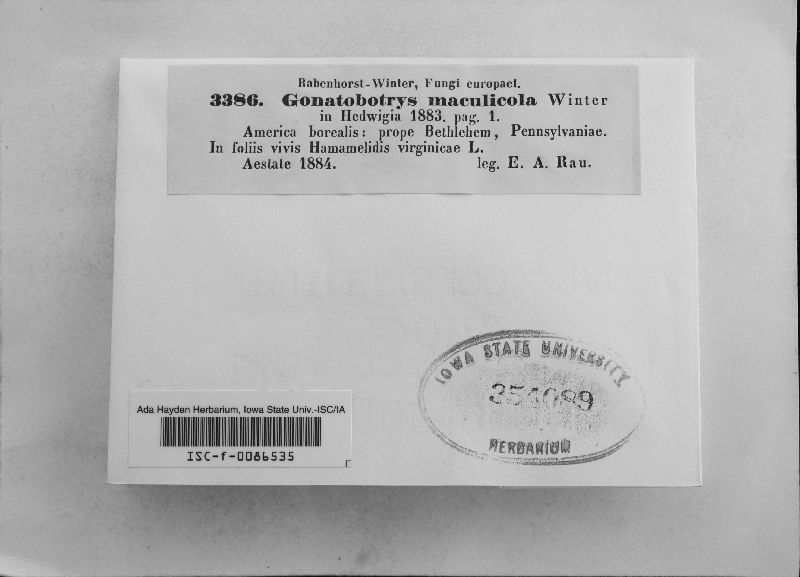 Rabenhorst-Winter, Fungi europaei.
3386. Gonatobotrys maculicola Winter
in Hedwigia 1883. pag. 1.
America borealis: prope Bethlehem, Pennsylvaniae.
In foliis vivis Hamamelidis virginicae L.
Aestate 1884. leg. E. A. Rau.
IOWA STATE UNIVERSITY
354089
HERBARIUM
Ada Hayden Herbarium, Iowa State Univ.-ISC/IA
ISC-f-0086535